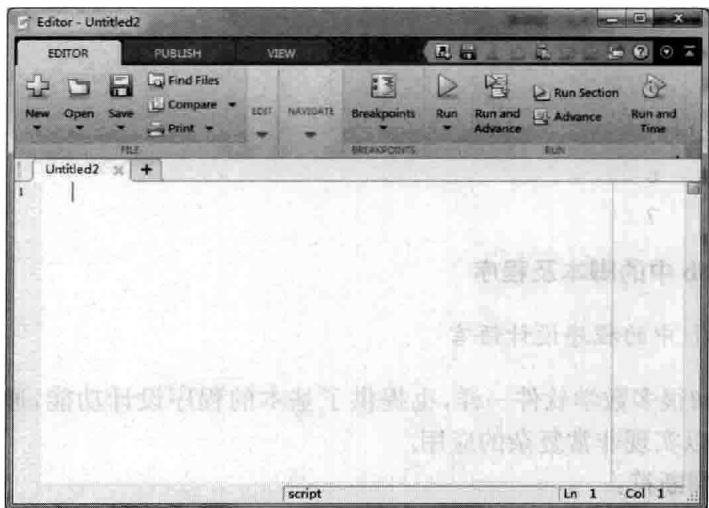 Editor - Untitled2
EDITOR PUBLISH VIEW
New Open Save Find Files Compare Print
EDIT NAVIGATE
Breakpoints
Run Run and Advance Run Section Advance Run and Time
FILE BREAKPOINTS RUN
Untitled2
1
script Ln 1 Col 1